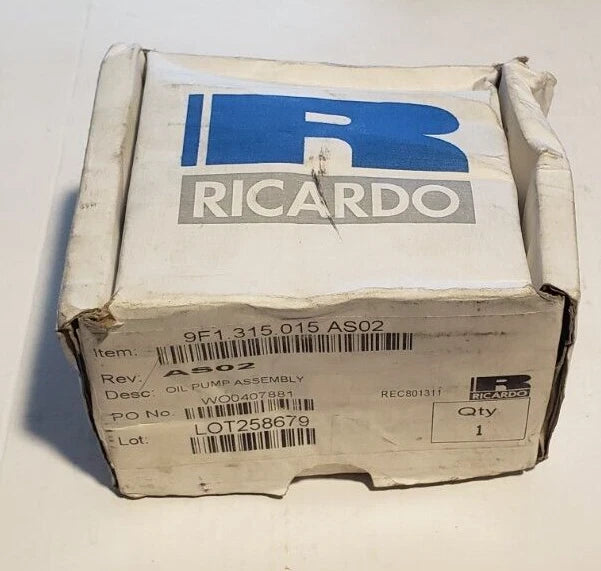 R
RICARDO
Item: 9F1.315.015 AS02
Rev: AS02
Desc: OIL PUMP ASSEMBLY
PO No. WO0407881
REC801311
Lot: LOT258679
R
RICARDO
Qty
1